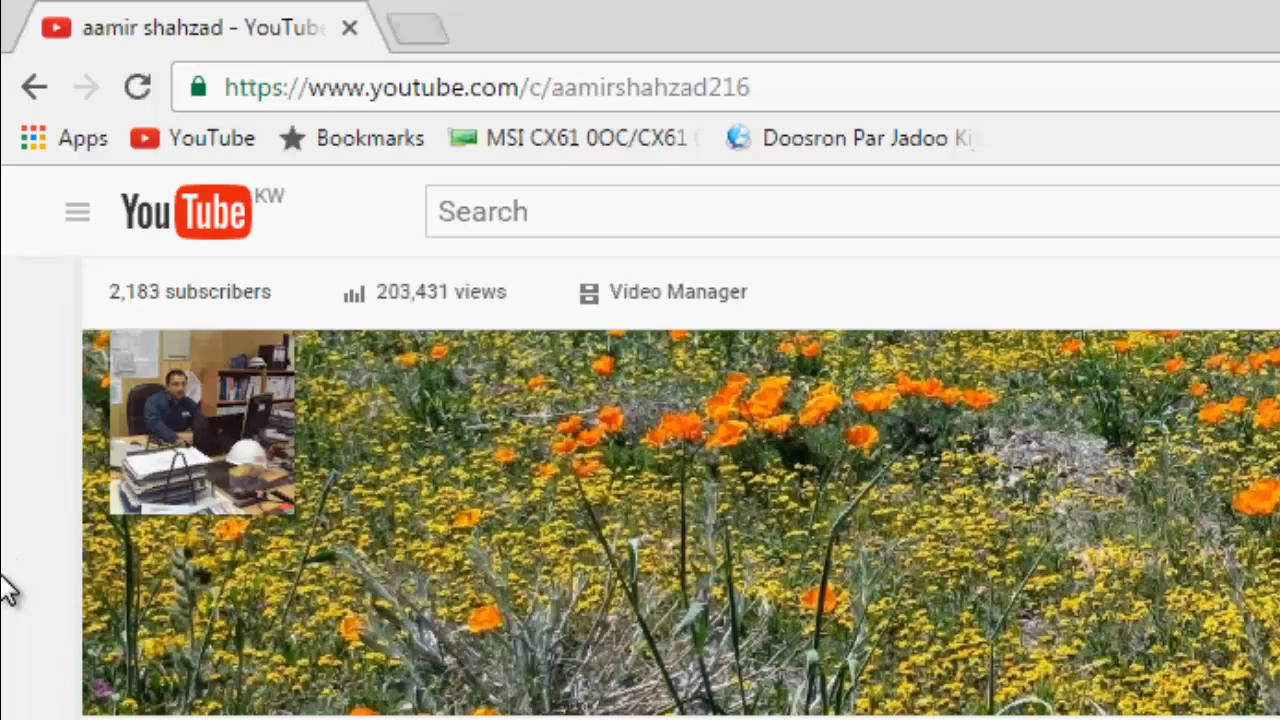 aamir shahzad - YouTube
https://www.youtube.com/c/aamirshahzad216
Apps YouTube Bookmarks MSI CX61 0OC/CX61 Doosron Par Jadoo
YouTube KW Search
2,183 subscribers 203,431 views Video Manager